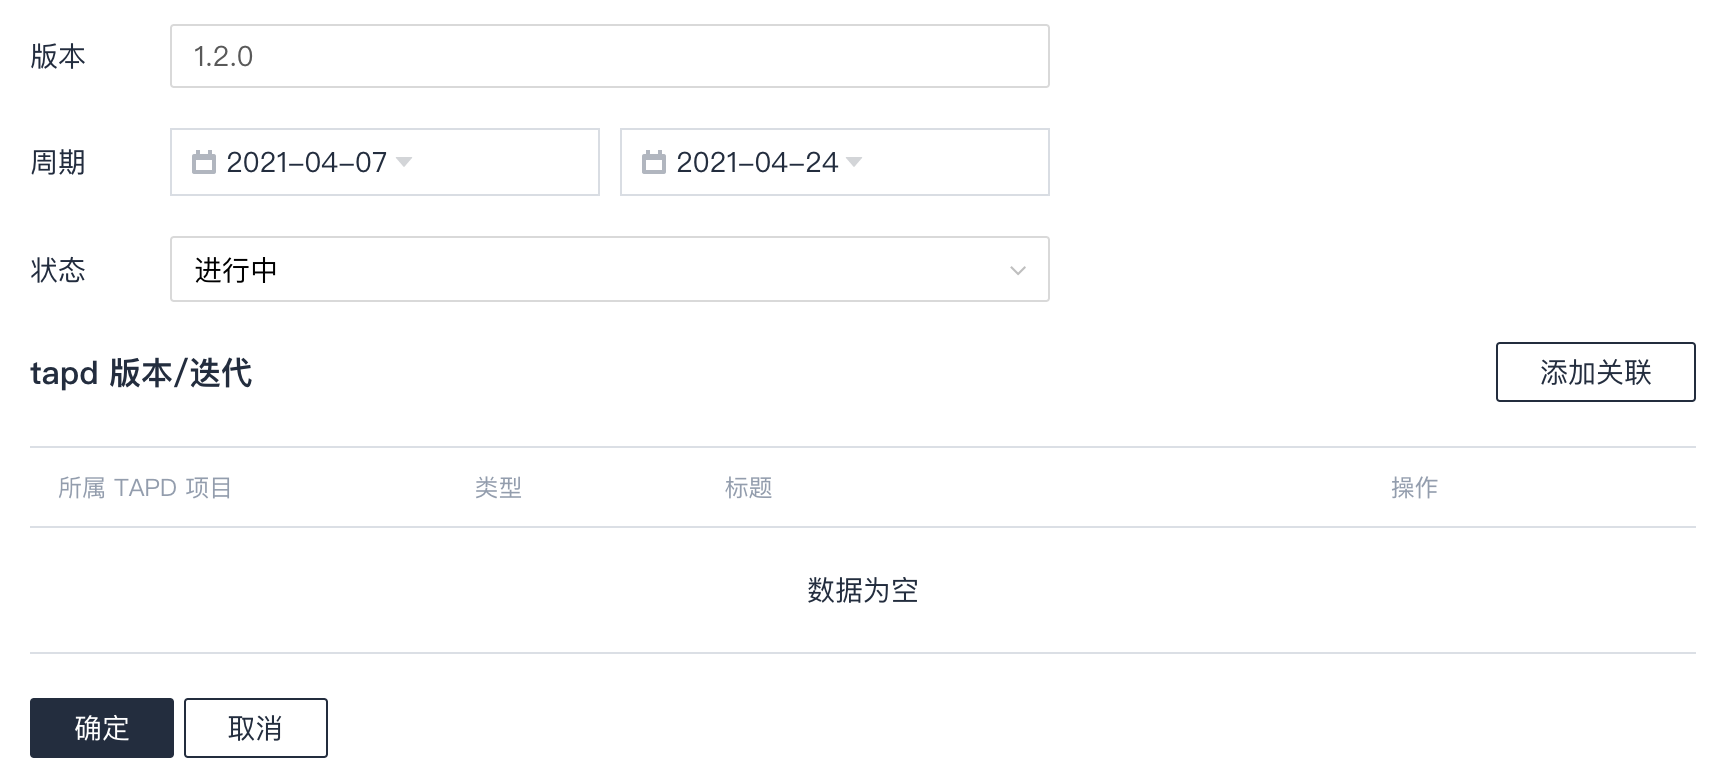 版本
1.2.0
周期
2021-04-07
2021-04-24
状态
进行中
tapd 版本/迭代
添加关联
所属 TAPD 项目 类型 标题 操作
数据为空
确定
取消